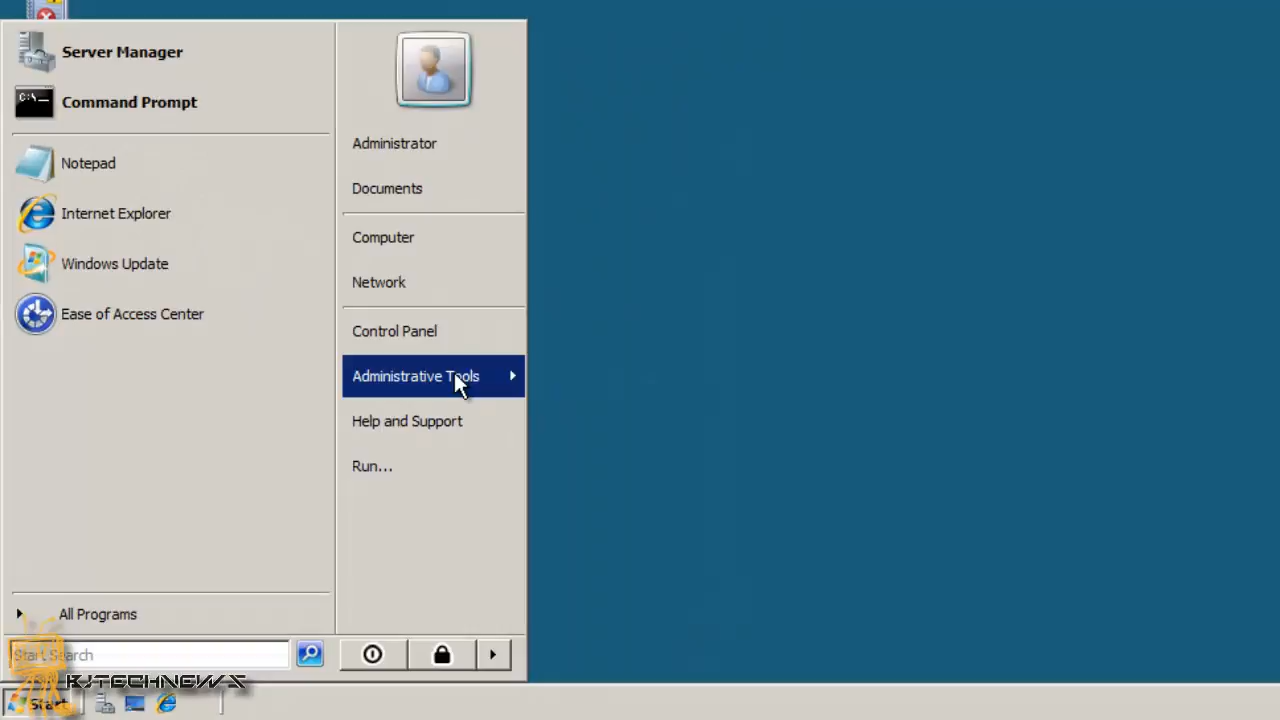 Server Manager
Command Prompt
Notepad
Internet Explorer
Windows Update
Ease of Access Center
All Programs
Start Search
Administrator
Documents
Computer
Network
Control Panel
Administrative Tools
Help and Support
Run...
Start
C:\
BJTECHNEWS